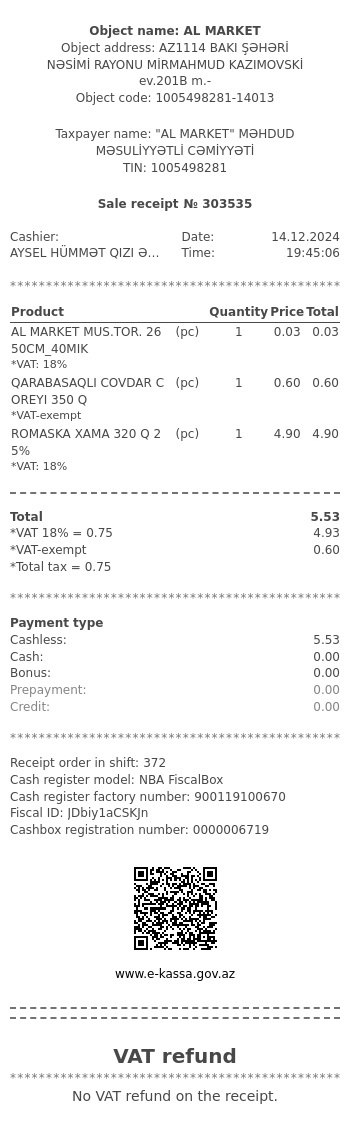 Object name: AL MARKET
Object address: AZ1114 BAKI ŞƏHƏRİ
NƏSİMİ RAYONU MİRMAHMUD KAZIMOVSKİ
ev.201B m.-
Object code: 1005498281-14013
Taxpayer name: "AL MARKET" MƏHDUD
MƏSULİYYƏTLİ CƏMİYYƏTİ
TIN: 1005498281
Sale receipt № 303535
Cashier: Date: 14.12.2024
AYSEL HÜMMƏT QIZI Ə... Time: 19:45:06
********************************************
Product Quantity Price Total
AL MARKET MUS.TOR. 26 (pc) 1 0.03 0.03
50CM_40MIK
*VAT: 18%
QARABASAQLI COVDAR C (pc) 1 0.60 0.60
OREYI 350 Q
*VAT-exempt
ROMASKA XAMA 320 Q 2 (pc) 1 4.90 4.90
5%
*VAT: 18%
Total 5.53
*VAT 18% = 0.75 4.93
*VAT-exempt 0.60
*Total tax = 0.75
********************************************
Payment type
Cashless: 5.53
Cash: 0.00
Bonus: 0.00
Prepayment: 0.00
Credit: 0.00
********************************************
Receipt order in shift: 372
Cash register model: NBA FiscalBox
Cash register factory number: 900119100670
Fiscal ID: JDbiy1aCSKJn
Cashbox registration number: 0000006719
www.e-kassa.gov.az
VAT refund
********************************************
No VAT refund on the receipt.